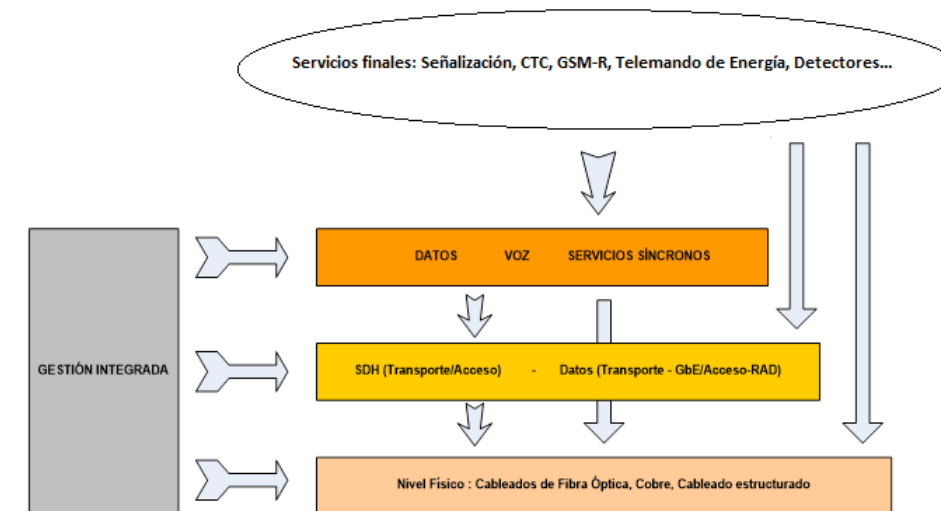 Servicios finales: Señalización, CTC, GSM-R, Telemando de Energía, Detectores...
DATOS VOZ SERVICIOS SÍNCRONOS
GESTIÓN INTEGRADA
SDH (Transporte/Acceso) - Datos (Transporte - GbE/Acceso-RAD)
Nivel Físico : Cableados de Fibra Óptica, Cobre, Cableado estructurado